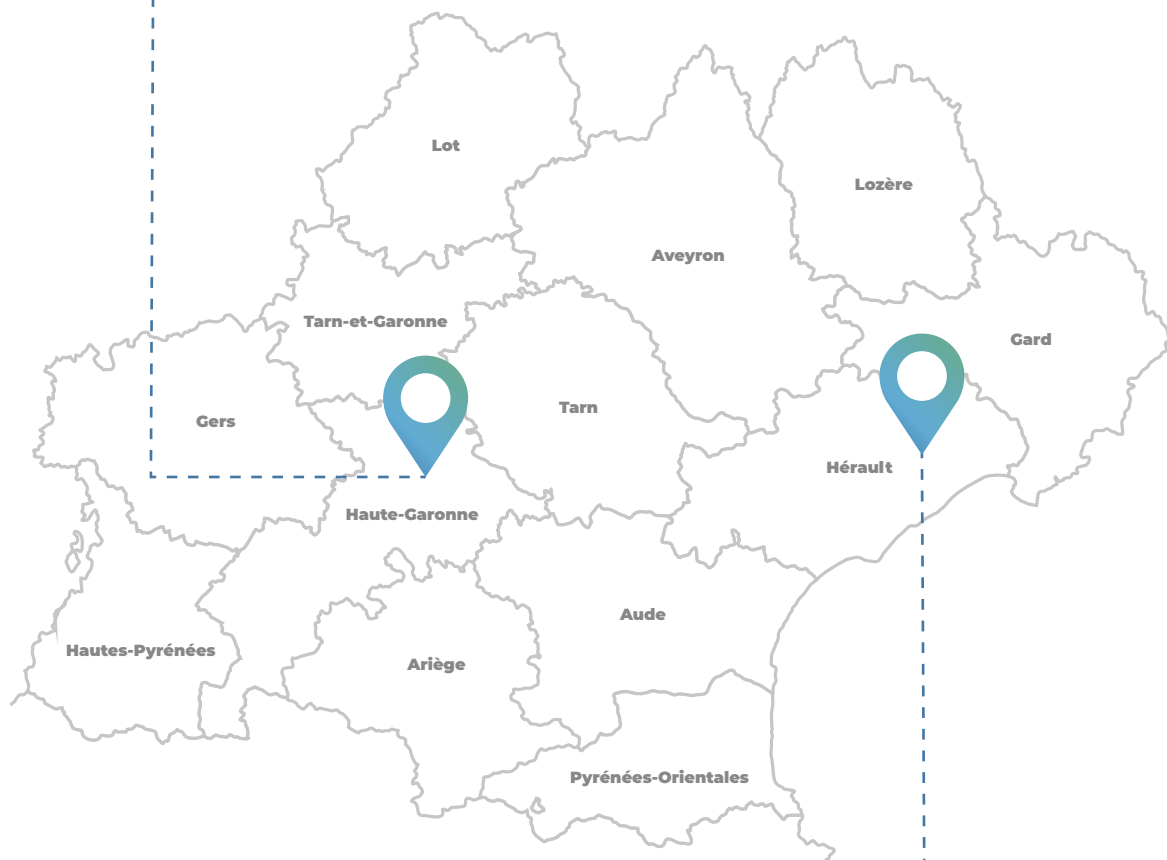 Lot
Lozère
Aveyron
Tarn-et-Garonne
Gard
Gers
Tarn
Hérault
Haute-Garonne
Aude
Hautes-Pyrénées
Ariège
Pyrénées-Orientales